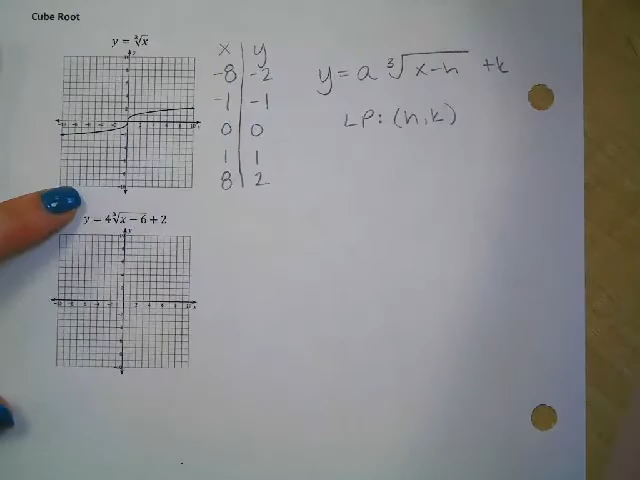 Cube Root
y = ∛x
x y
-8 -2
-1 -1
0 0
1 1
8 2
y = a ∛x-h + k
LP: (h,k)
y = 4∛x − 6 + 2